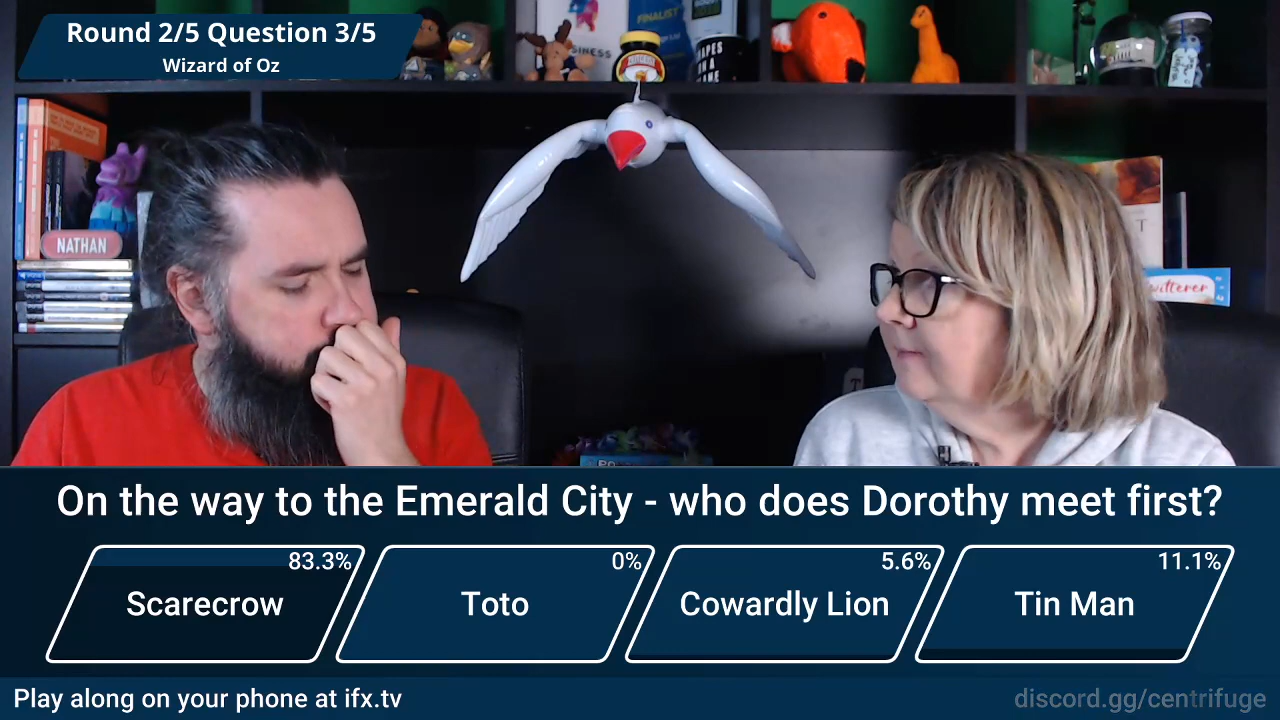 Round 2/5 Question 3/5
Wizard of Oz
FINALIST
NATHAN
On the way to the Emerald City - who does Dorothy meet first?
83.3%
Scarecrow
0%
Toto
5.6%
Cowardly Lion
11.1%
Tin Man
Play along on your phone at ifx.tv
discord.gg/centrifuge